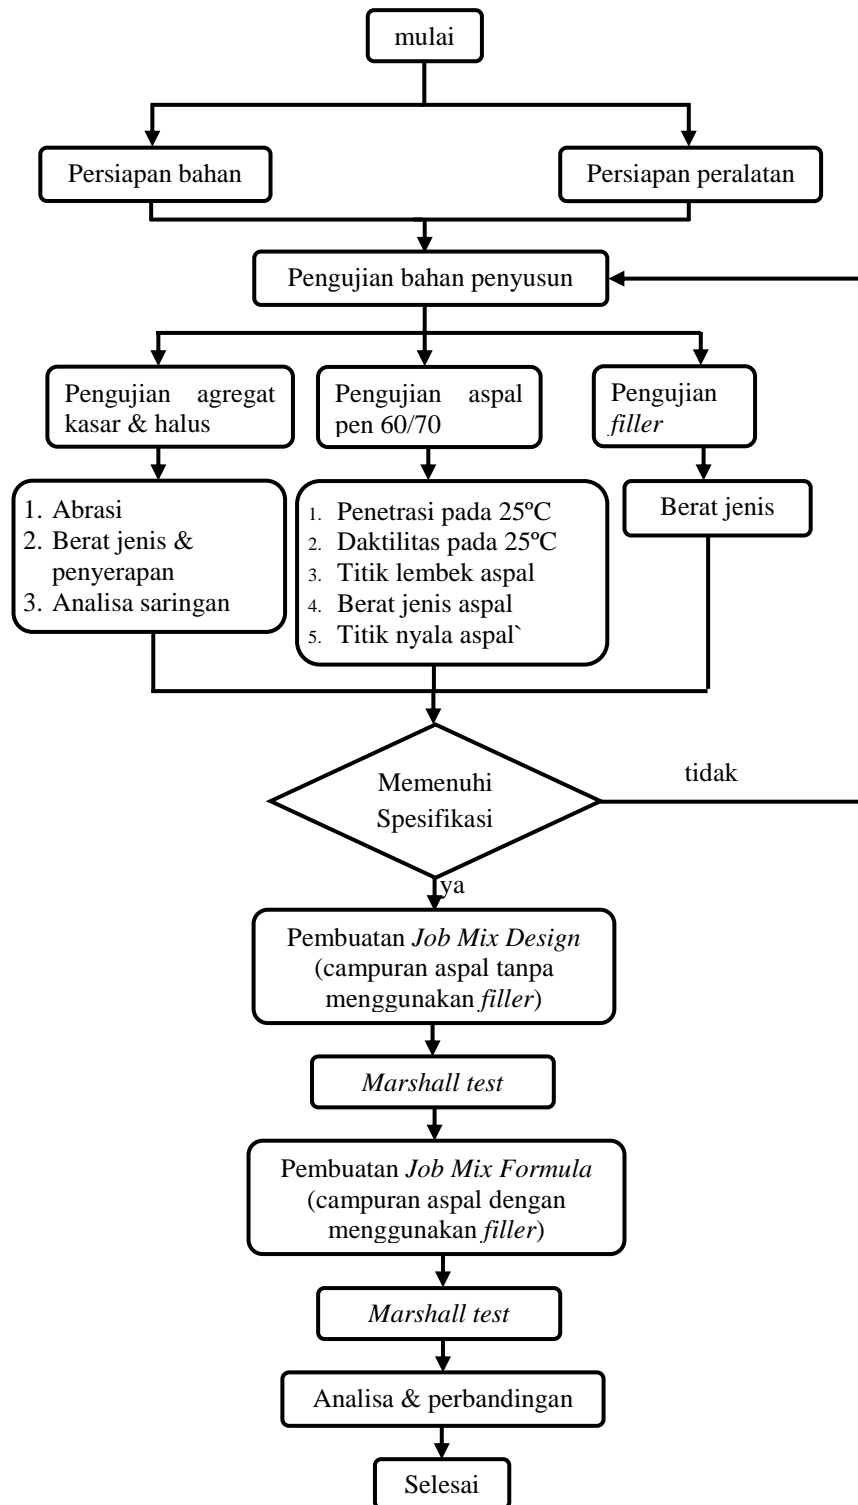 mulai
Persiapan bahan
Persiapan peralatan
Pengujian bahan penyusun
Pengujian agregat
kasar & halus
Pengujian aspal
pen 60/70
Pengujian
filler
1. Abrasi
2. Berat jenis &
penyerapan
3. Analisa saringan
1. Penetrasi pada 25ºC
2. Daktilitas pada 25ºC
3. Titik lembek aspal
4. Berat jenis aspal
5. Titik nyala aspal`
Berat jenis
Memenuhi
Spesifikasi
tidak
ya
Pembuatan Job Mix Design
(campuran aspal tanpa
menggunakan filler)
Marshall test
Pembuatan Job Mix Formula
(campuran aspal dengan
menggunakan filler)
Marshall test
Analisa & perbandingan
Selesai